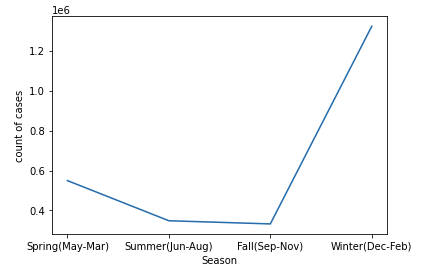 1e6
1.2
1.0
0.8
0.6
0.4
count of cases
Spring(May-Mar) Summer(Jun-Aug) Fall(Sep-Nov) Winter(Dec-Feb)
Season